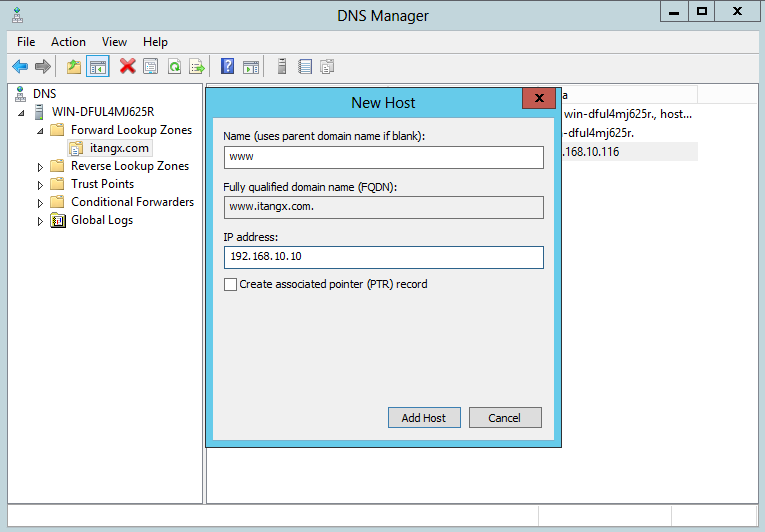 DNS Manager
File Action View Help
DNS
WIN-DFUL4MJ625R
Forward Lookup Zones
itangx.com
Reverse Lookup Zones
Trust Points
Conditional Forwarders
Global Logs
a
win-dful4mj625r., host...
-dful4mj625r.
.168.10.116
New Host
Name (uses parent domain name if blank):
www
Fully qualified domain name (FQDN):
www.itangx.com.
IP address:
192.168.10.10
Create associated pointer (PTR) record
Add Host Cancel